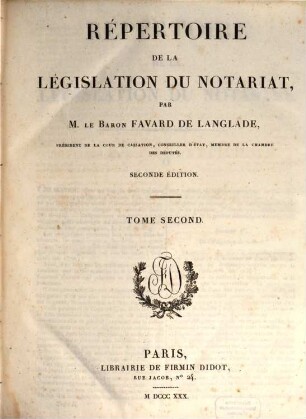 RÉPERTOIRE
DE LA
LÉGISLATION DU NOTARIAT,
PAR
M. LE BARON FAVARD DE LANGLADE,
PRÉSIDENT DE LA COUR DE CASSATION, CONSEILLER D'ÉTAT, MEMBRE DE LA CHAMBRE
DES DÉPUTÉS.
SECONDE ÉDITION.
TOME SECOND.
PARIS,
LIBRAIRIE DE FIRMIN DIDOT,
RUE JACOB, Nº 24.
M DCCC XXX.